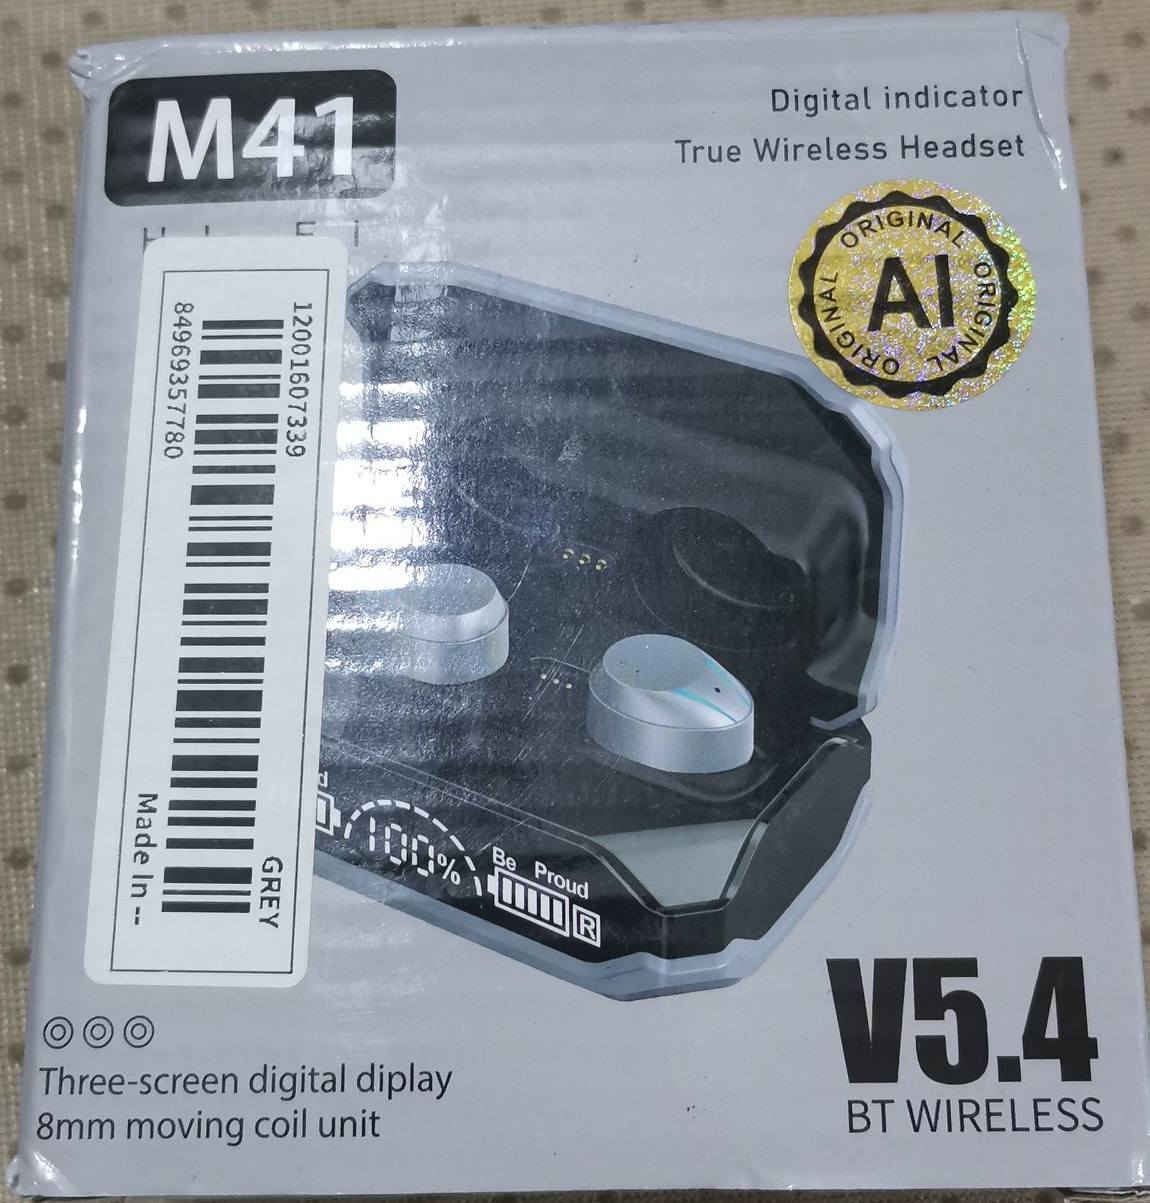 M41
Digital indicator
True Wireless Headset
ORIGINAL ORIGINAL ORIGINAL ORIGINAL
AI
12001607339
84969357780
GREY
Made In --
100%
Be Proud
R
Three-screen digital diplay
8mm moving coil unit
V5.4
BT WIRELESS